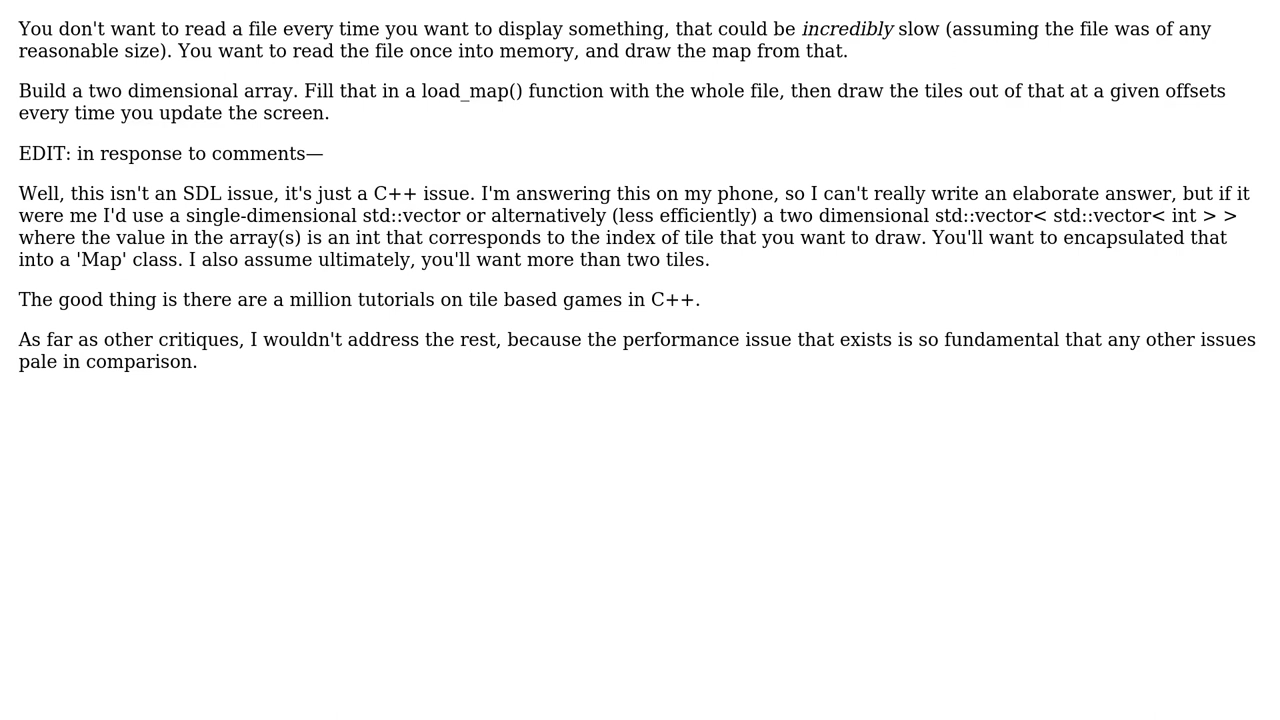 You don't want to read a file every time you want to display something, that could be incredibly slow (assuming the file was of any
reasonable size). You want to read the file once into memory, and draw the map from that.
Build a two dimensional array. Fill that in a load_map() function with the whole file, then draw the tiles out of that at a given offsets
every time you update the screen.
EDIT: in response to comments—
Well, this isn't an SDL issue, it's just a C++ issue. I'm answering this on my phone, so I can't really write an elaborate answer, but if it
were me I'd use a single-dimensional std::vector or alternatively (less efficiently) a two dimensional std::vector< std::vector< int > >
where the value in the array(s) is an int that corresponds to the index of tile that you want to draw. You'll want to encapsulated that
into a 'Map' class. I also assume ultimately, you'll want more than two tiles.
The good thing is there are a million tutorials on tile based games in C++.
As far as other critiques, I wouldn't address the rest, because the performance issue that exists is so fundamental that any other issues
pale in comparison.